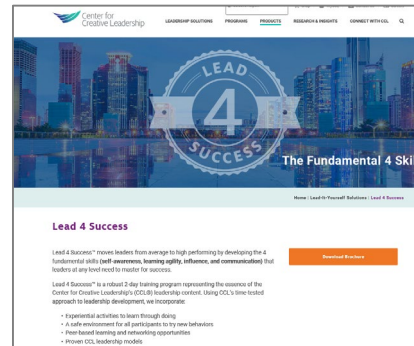 Center for
Creative Leadership
LEADERSHIP SOLUTIONS PROGRAMS PRODUCTS RESEARCH & INSIGHTS CONNECT WITH CCL
LEAD
4
SUCCESS
The Fundamental 4 Ski
Home | Lead-It-Yourself Solutions | Lead 4 Success
Lead 4 Success
Lead 4 Success™ moves leaders from average to high performing by developing the 4
fundamental skills (self-awareness, learning agility, influence, and communication) that
leaders at any level need to master for success.
Download Brochure
Lead 4 Success™ is a robust 2-day training program representing the essence of the
Center for Creative Leadership's (CCL®) leadership content. Using CCL's time-tested
approach to leadership development, we incorporate:
• Experiential activities to learn through doing
• A safe environment for all participants to try new behaviors
• Peer-based learning and networking opportunities
• Proven CCL leadership models